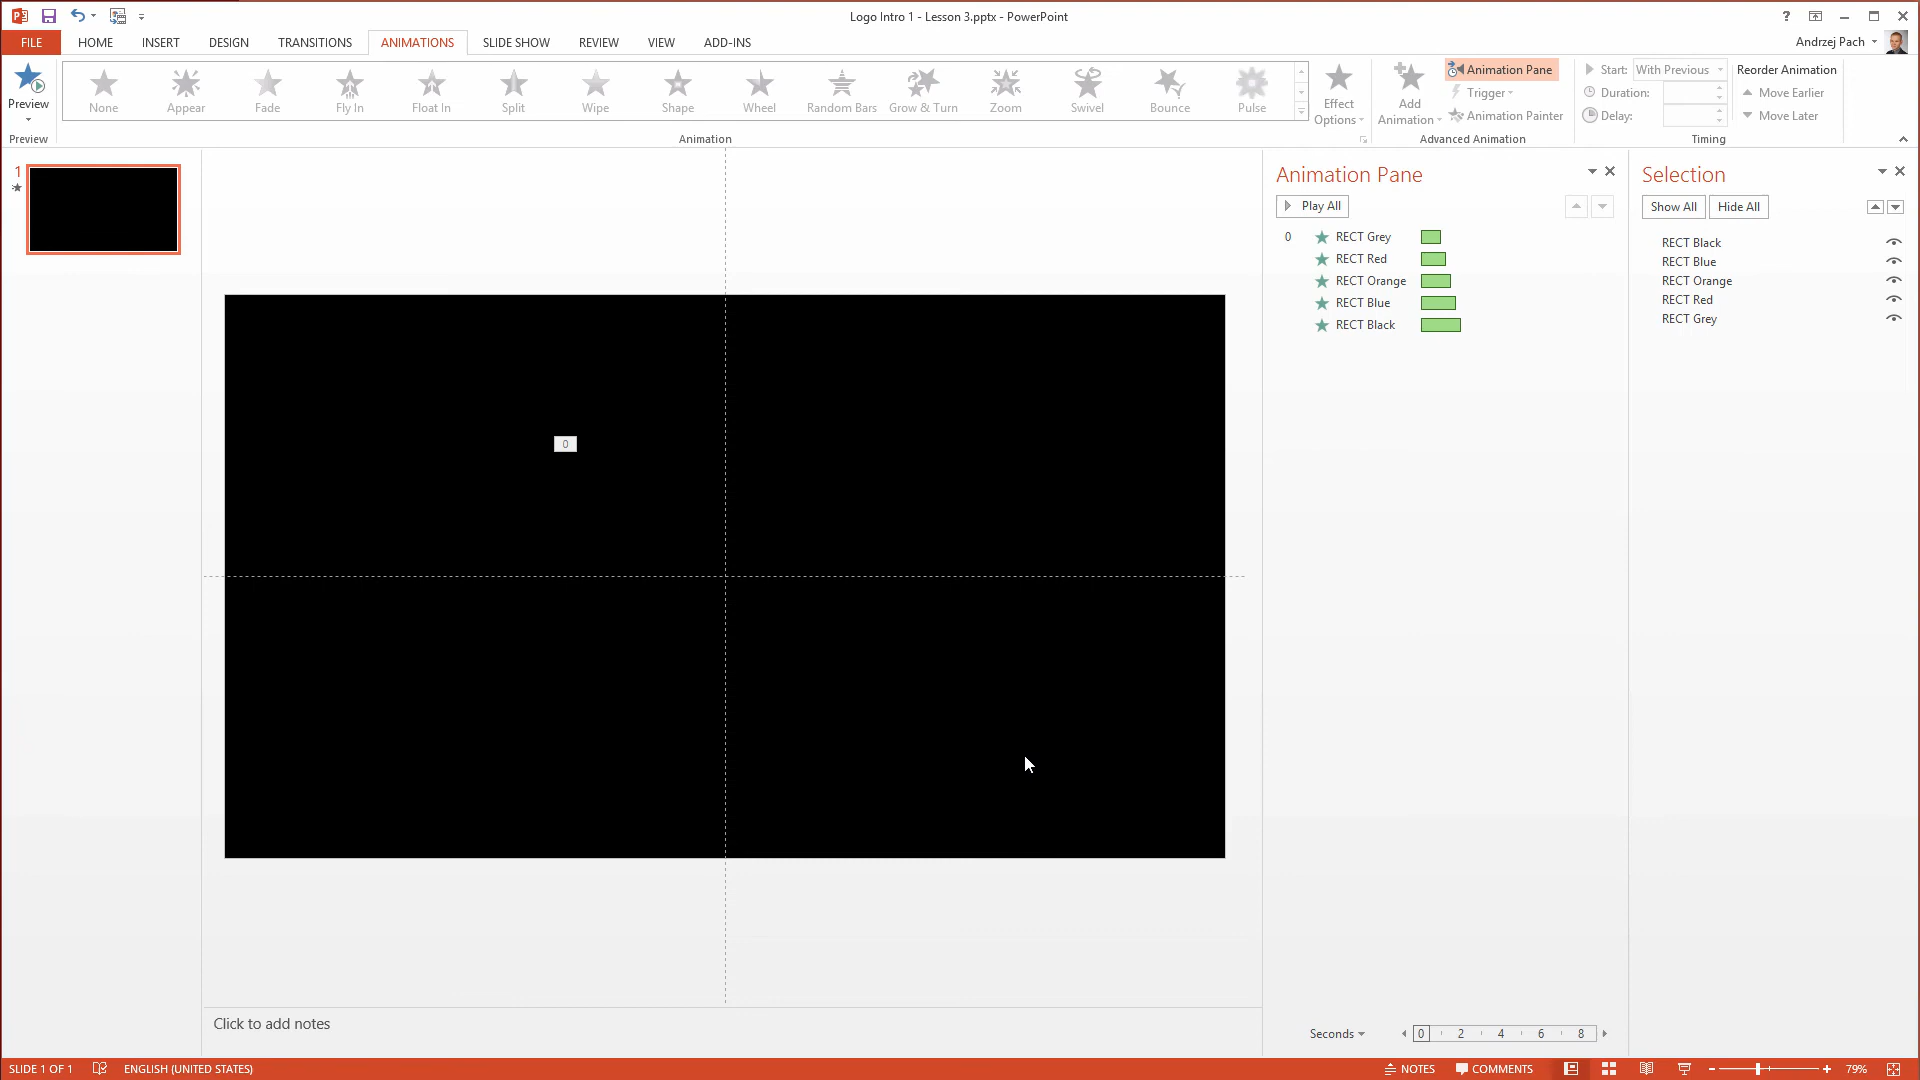 Logo Intro 1 - Lesson 3.pptx - PowerPoint
?
FILE HOME INSERT DESIGN TRANSITIONS ANIMATIONS SLIDE SHOW REVIEW VIEW ADD-INS
Andrzej Pach
Preview
Preview
None Appear Fade Fly In Float In Split Wipe Shape Wheel Random Bars Grow & Turn Zoom Swivel Bounce Pulse
Animation
Effect
Options
Add
Animation
Animation Pane
Trigger
Animation Painter
Advanced Animation
Start: With Previous
Duration:
Delay:
Timing
Reorder Animation
Move Earlier
Move Later
1
0
Click to add notes
Animation Pane
Play All
0 RECT Grey
RECT Red
RECT Orange
RECT Blue
RECT Black
Seconds 0 2 4 6 8
Selection
Show All Hide All
RECT Black
RECT Blue
RECT Orange
RECT Red
RECT Grey
SLIDE 1 OF 1 ENGLISH (UNITED STATES) NOTES COMMENTS 79%